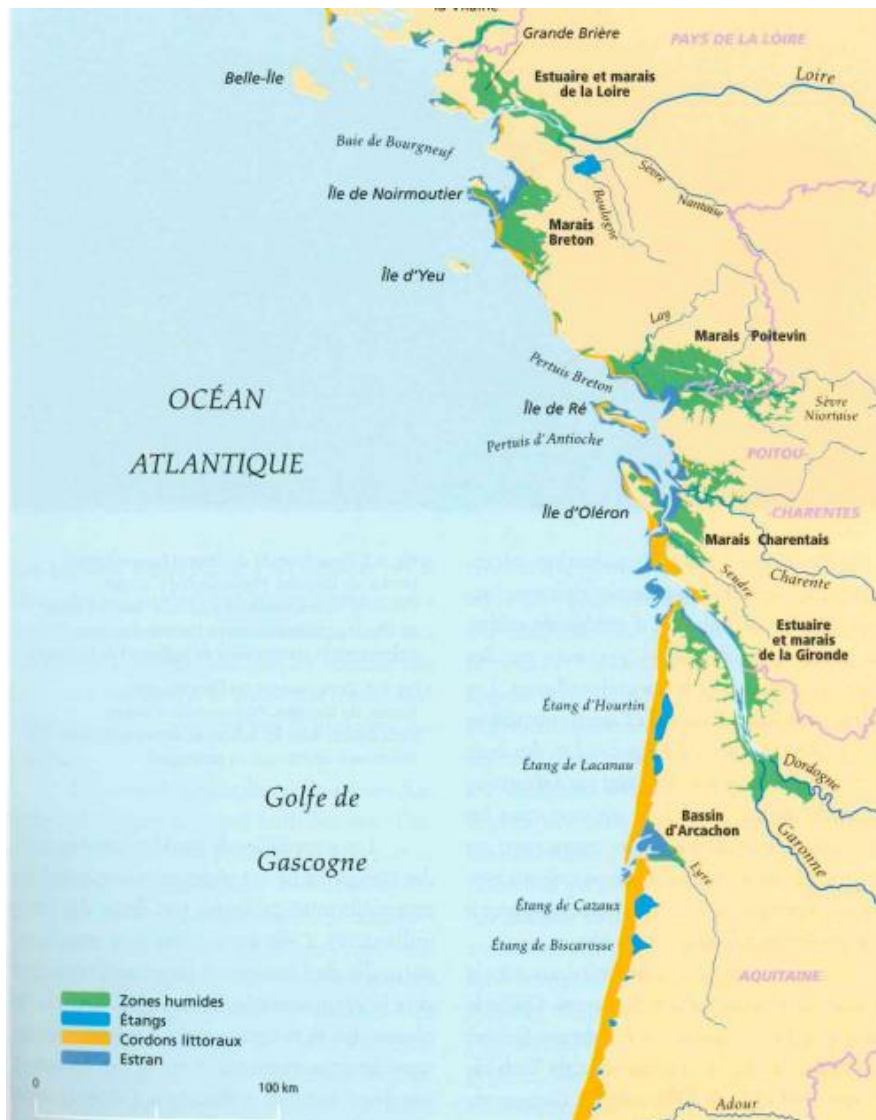 la Vilaine
Grande Brière
PAYS DE LA LOIRE
Belle-Île
Estuaire et marais
de la Loire
Loire
Baie de Bourgneuf
Sèvre
Nantaise
Île de Noirmoutier
Boulogne
Marais
Breton
Île d'Yeu
Lay
Marais Poitevin
Pertuis Breton
OCÉAN
ATLANTIQUE
Île de Ré
Sèvre
Niortaise
Pertuis d'Antioche
POITOU-
Île d'Oléron
-CHARENTES
Marais Charentais
Charente
Seudre
Estuaire
et marais
de la Gironde
Étang d'Hourtin
Étang de Lacanau
Dordogne
Golfe de
Gascogne
Bassin
d'Arcachon
Garonne
Eyre
Étang de Cazaux
Étang de Biscarosse
AQUITAINE
Zones humides
Étangs
Cordons littoraux
Estran
0
100 km
Adour